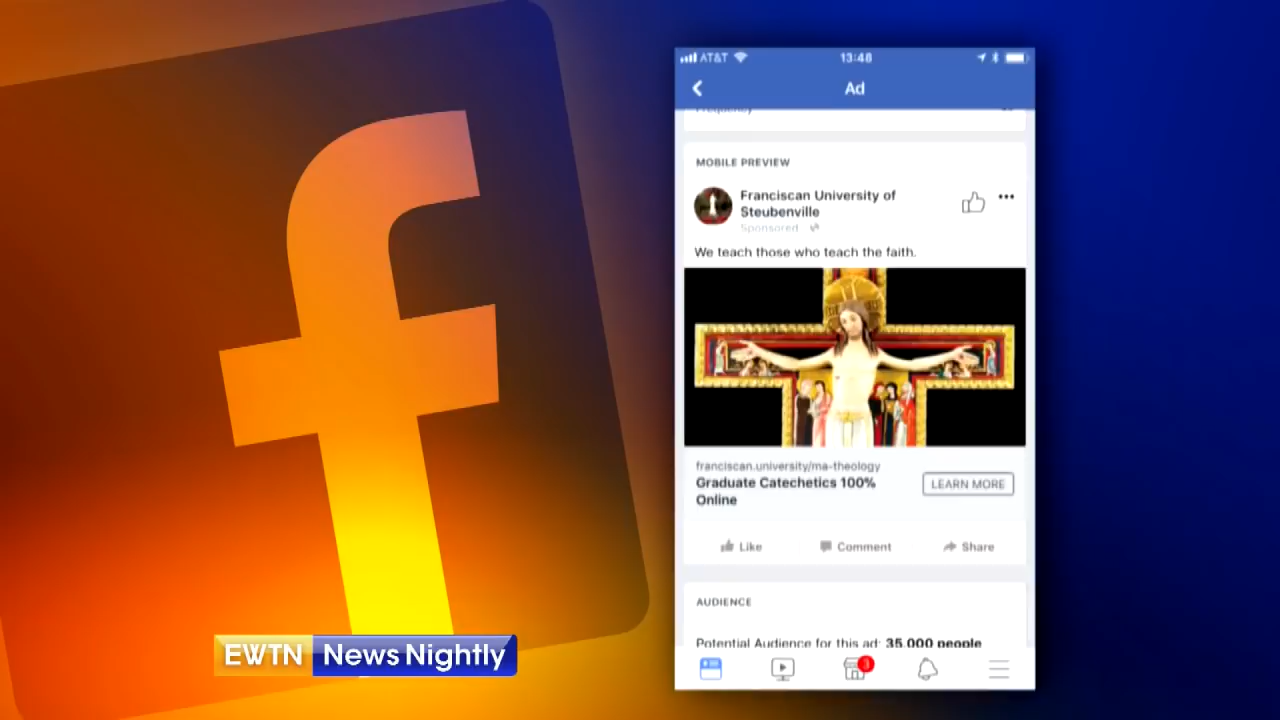 AT&T
13:48
Ad
Frequency
MOBILE PREVIEW
Franciscan University of
Steubenville
Sponsored
We teach those who teach the faith.
franciscan.university/ma-theology
Graduate Catechetics 100%
Online
LEARN MORE
Like
Comment
Share
AUDIENCE
Potential Audience for this ad: 35,000 people
3
EWTN News Nightly